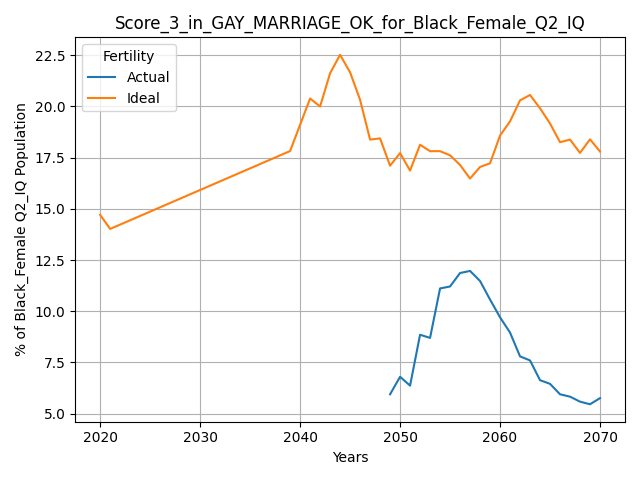 Score_3_in_GAY_MARRIAGE_OK_for_Black_Female_Q2_IQ
Fertility
Actual
Ideal
% of Black_Female Q2_IQ Population
22.5
20.0
17.5
15.0
12.5
10.0
7.5
5.0
2020 2030 2040 2050 2060 2070
Years